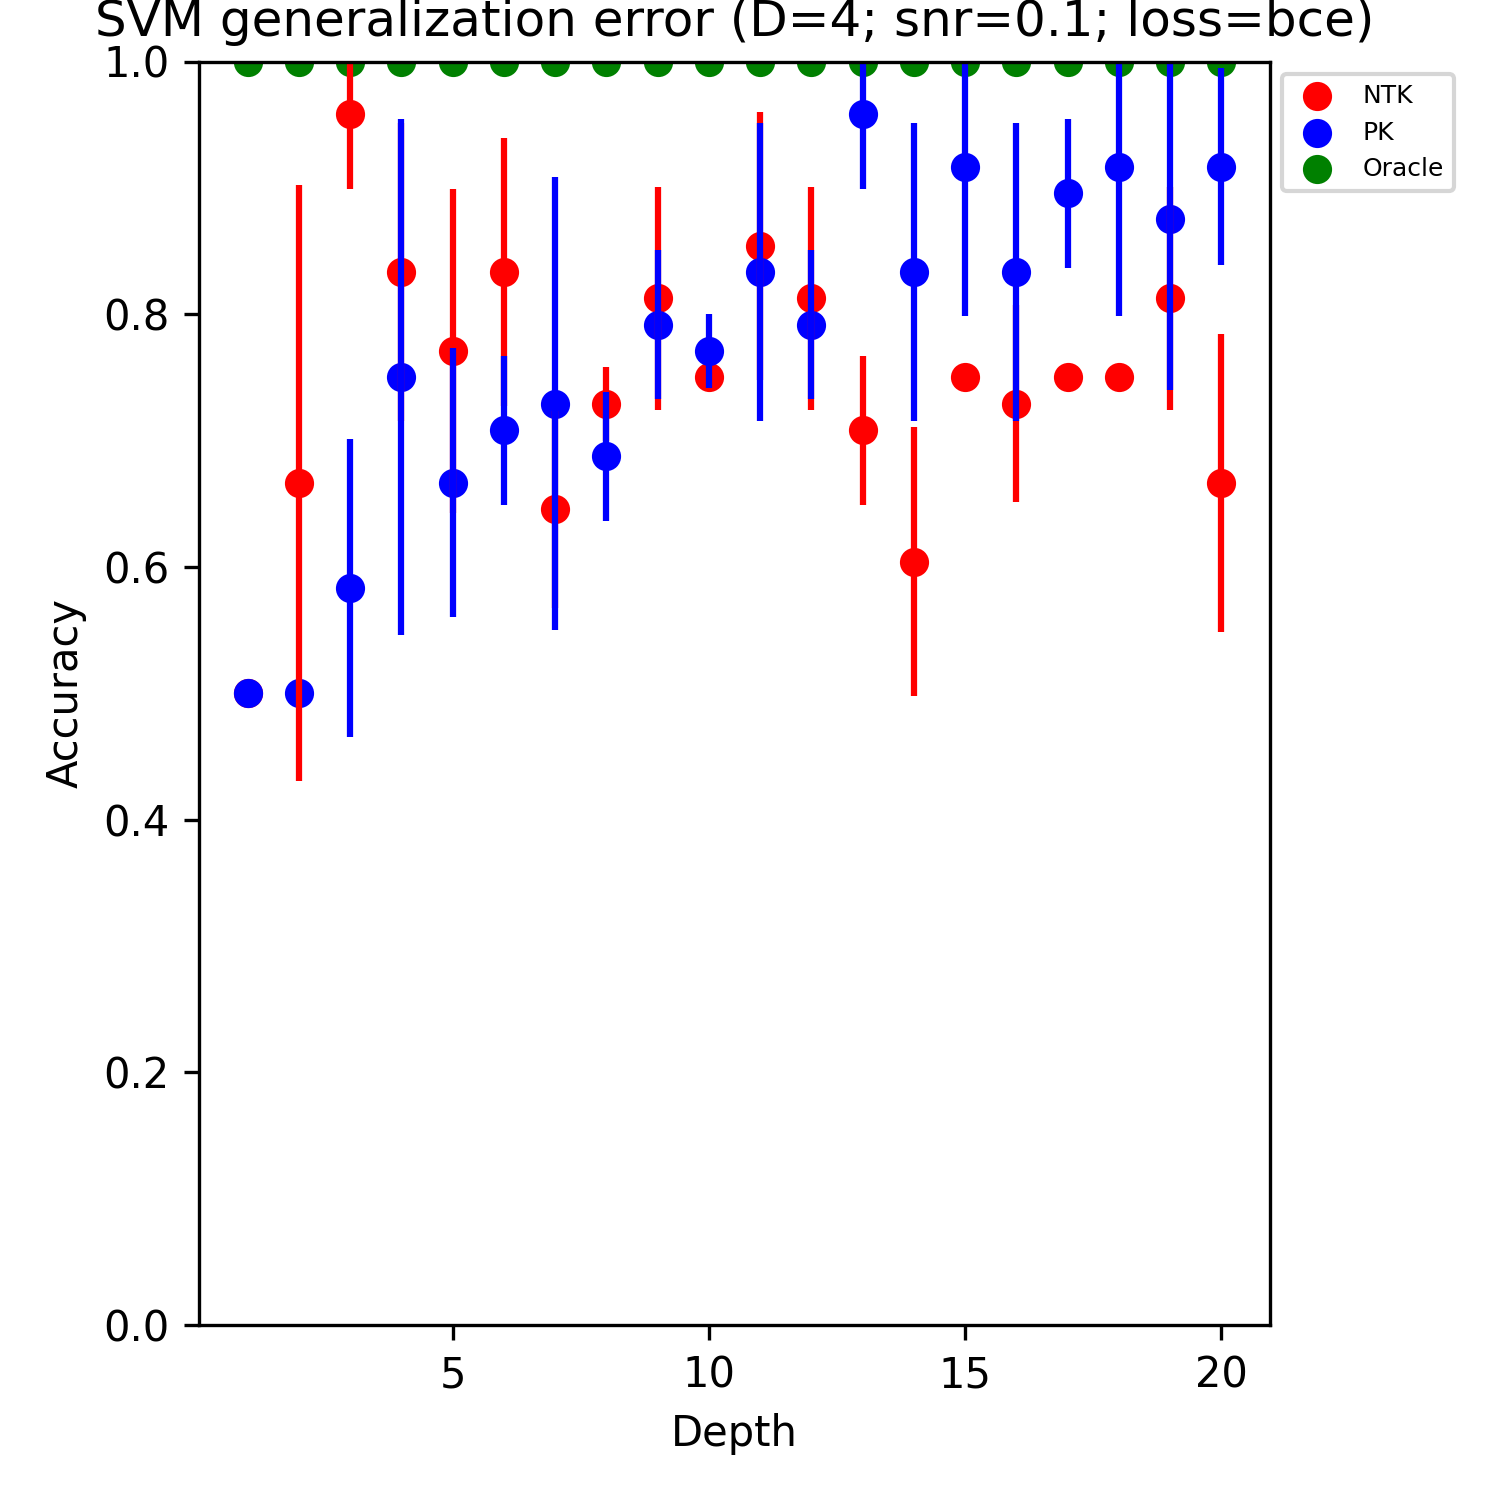 SVM generalization error (D=4; snr=0.1; loss=bce)
1.0
0.8
0.6
0.4
0.2
0.0
Accuracy
5 10 15 20
Depth
NTK
PK
Oracle